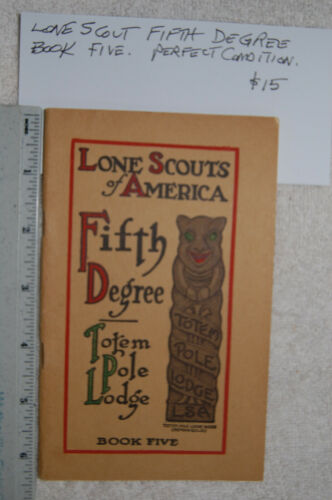 LONE SCOUT FIFTH DEGREE
BOOK FIVE. PERFECT CONDITION.
$15
LONE SCOUTS
of AMERICA
Fifth
Degree
Totem
Pole
Lodge
TOTEM
POLE
LODGE
LSA
BOOK FIVE